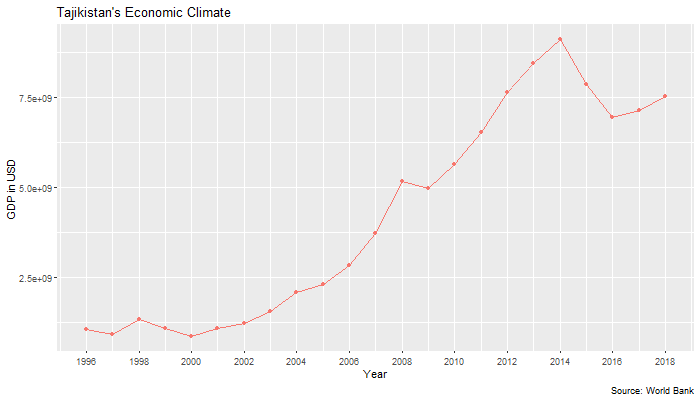 Tajikistan's Economic Climate
GDP in USD
7.5e+09
5.0e+09
2.5e+09
1996 1998 2000 2002 2004 2006 2008 2010 2012 2014 2016 2018
Year
Source: World Bank